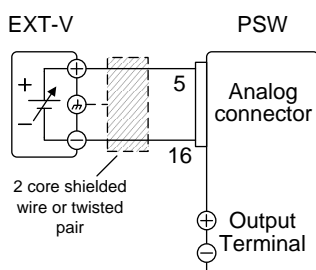 EXT-V
PSW
+
−
+
−
5
16
Analog
connector
2 core shielded
wire or twisted
pair
+
Output
Terminal
−